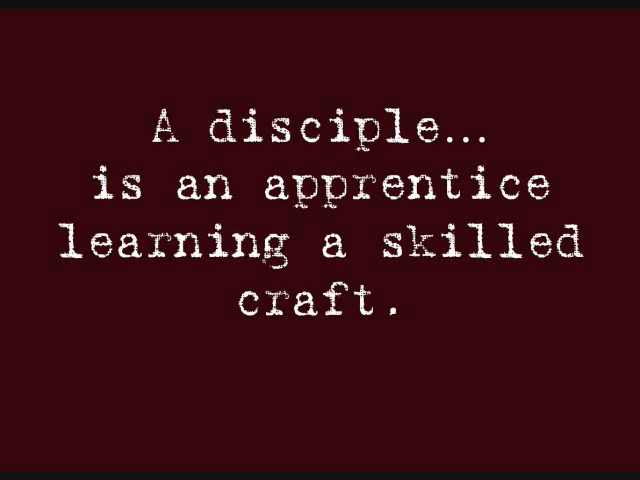 A disciple...
is an apprentice
learning a skilled
craft.